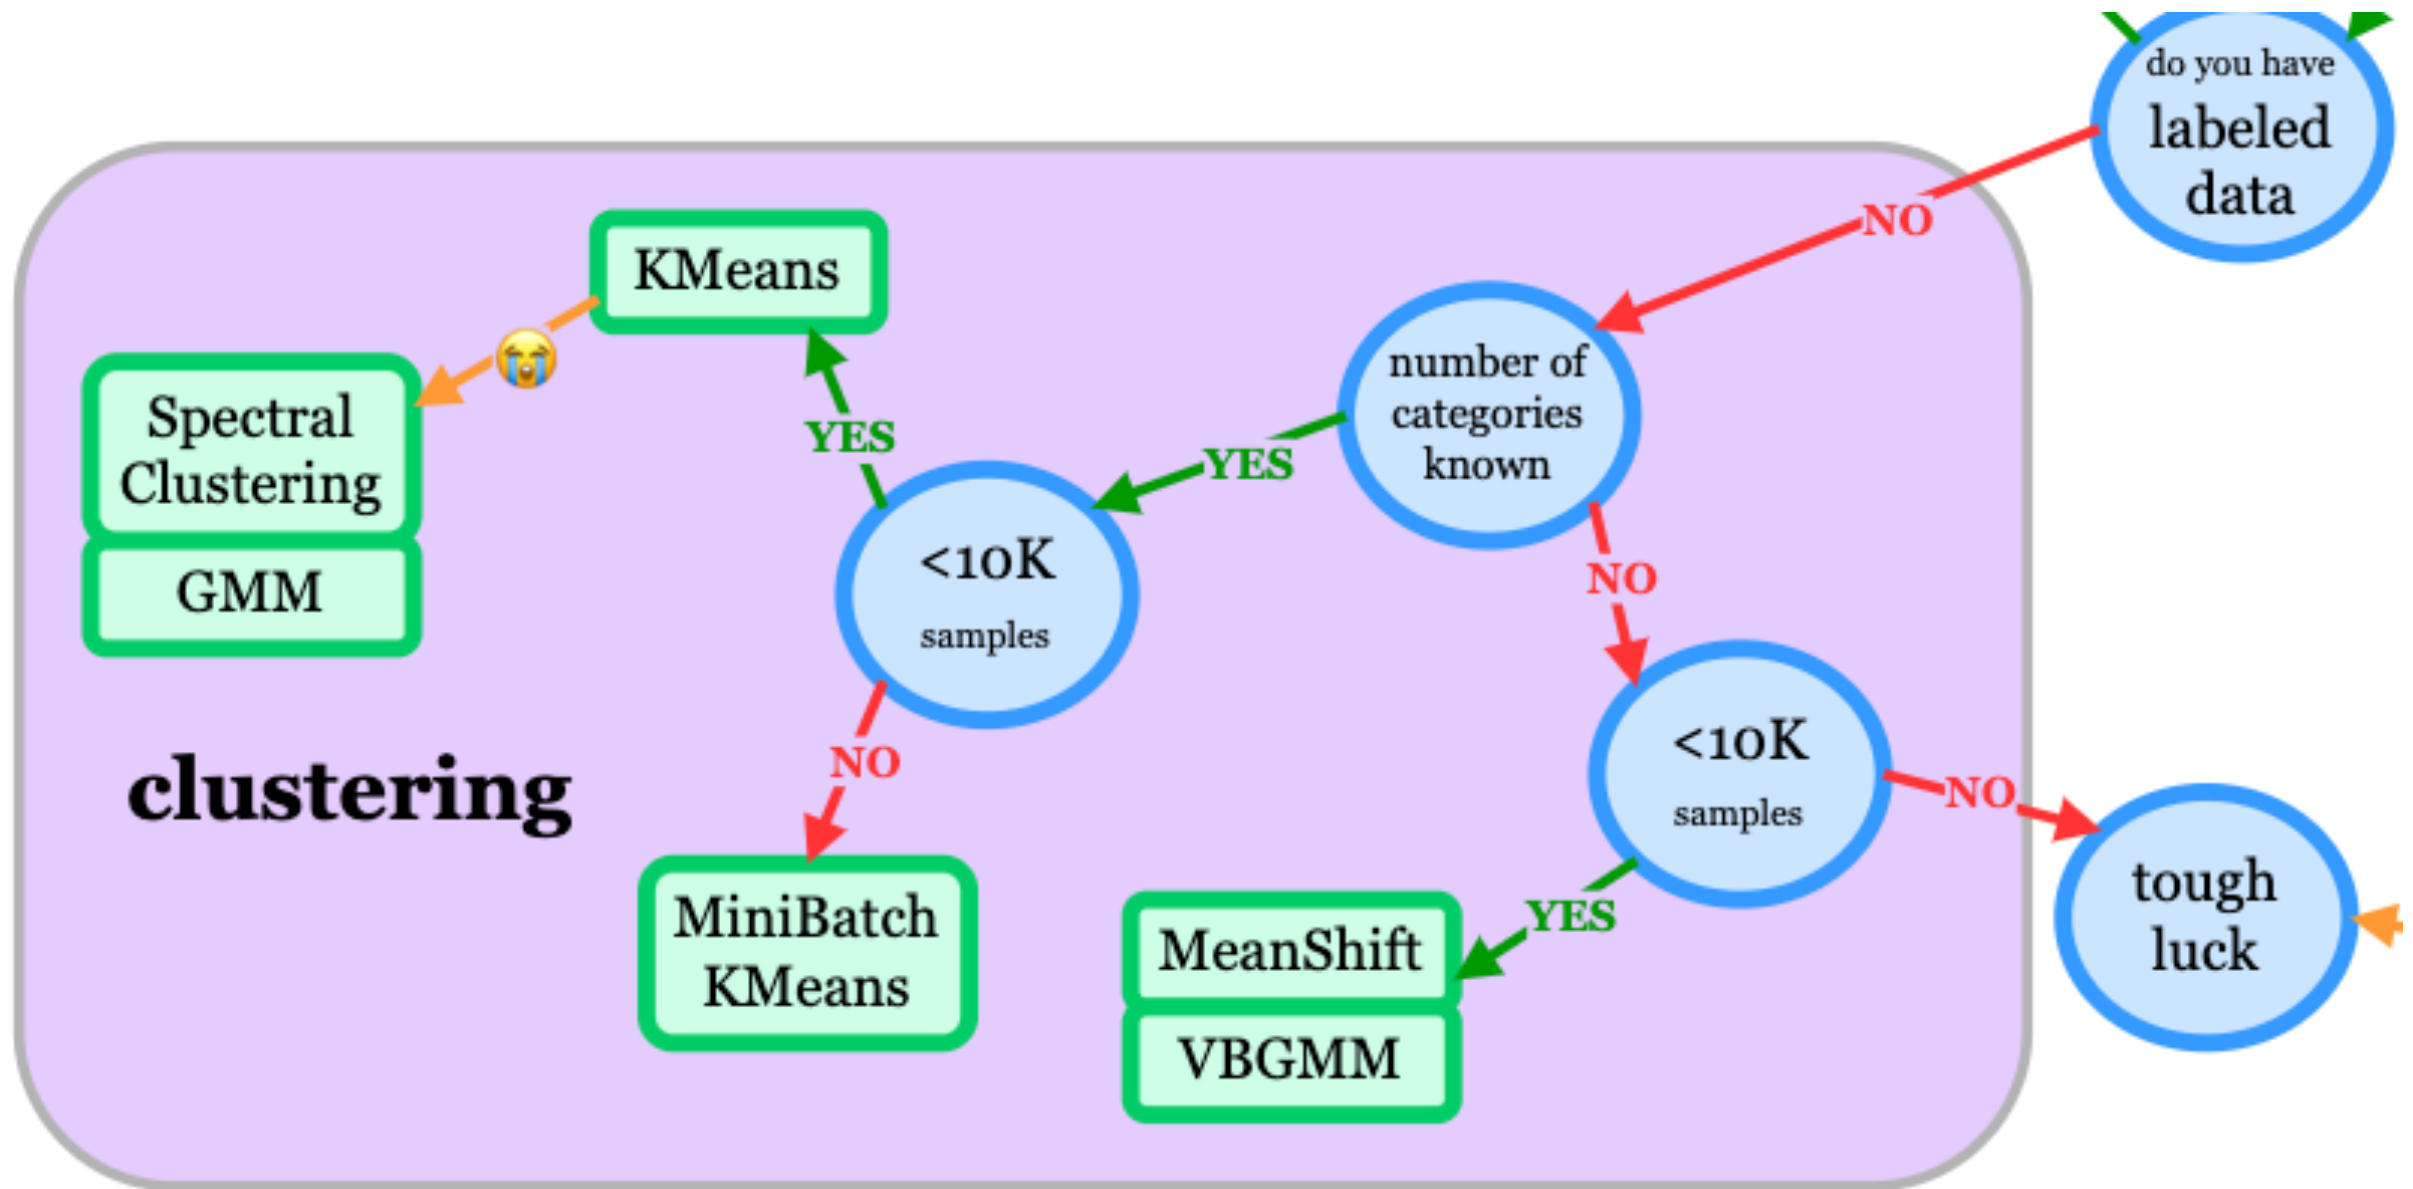 do you have
labeled
data
NO
KMeans
number of
categories
known
Spectral
Clustering
GMM
YES
YES
<10K
samples
NO
<10K
samples
NO
NO
clustering
MiniBatch
KMeans
YES
MeanShift
VBGMM
tough
luck